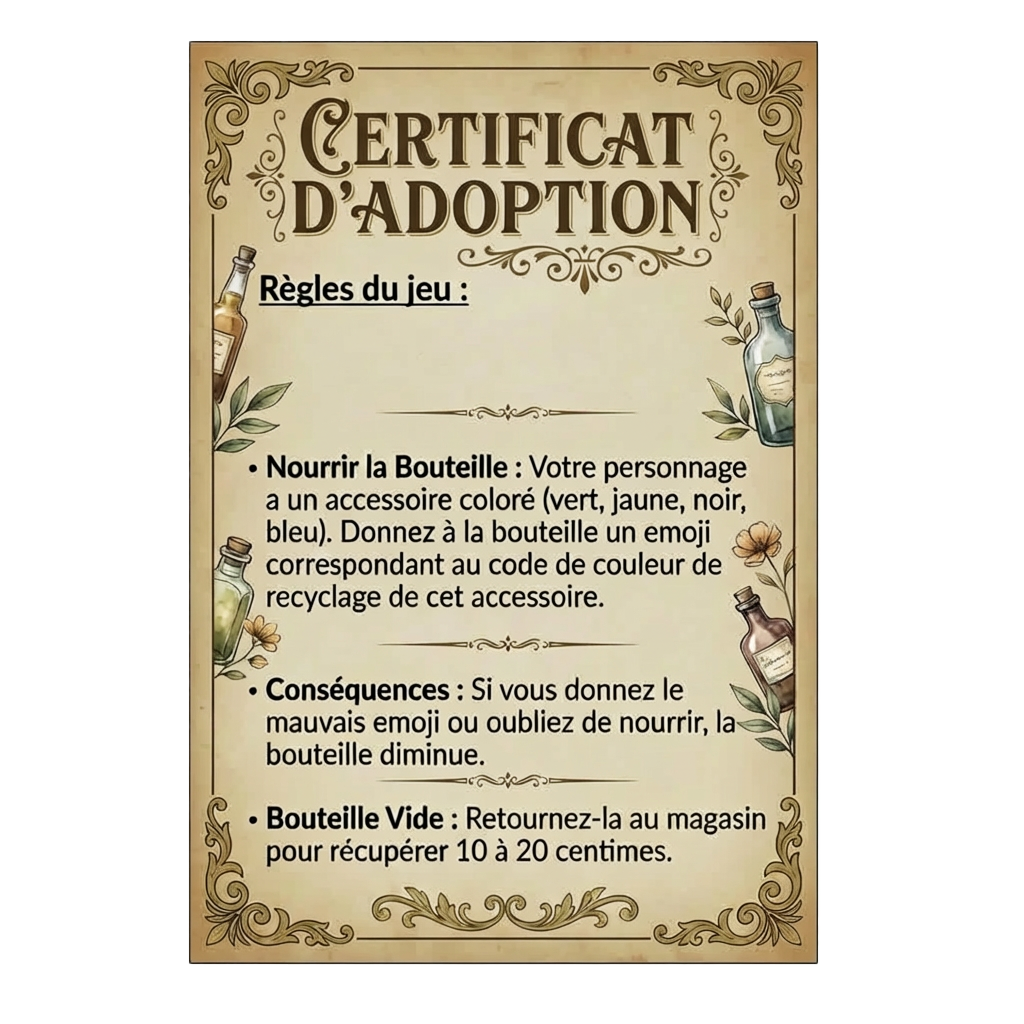 CERTIFICAT
D'ADOPTION
Règles du jeu :
• Nourrir la Bouteille : Votre personnage
a un accessoire coloré (vert, jaune, noir,
bleu). Donnez à la bouteille un emoji
correspondant au code de couleur de
recyclage de cet accessoire.
• Conséquences : Si vous donnez le
mauvais emoji ou oubliez de nourrir, la
bouteille diminue.
• Bouteille Vide : Retournez-la au magasin
pour récupérer 10 à 20 centimes.